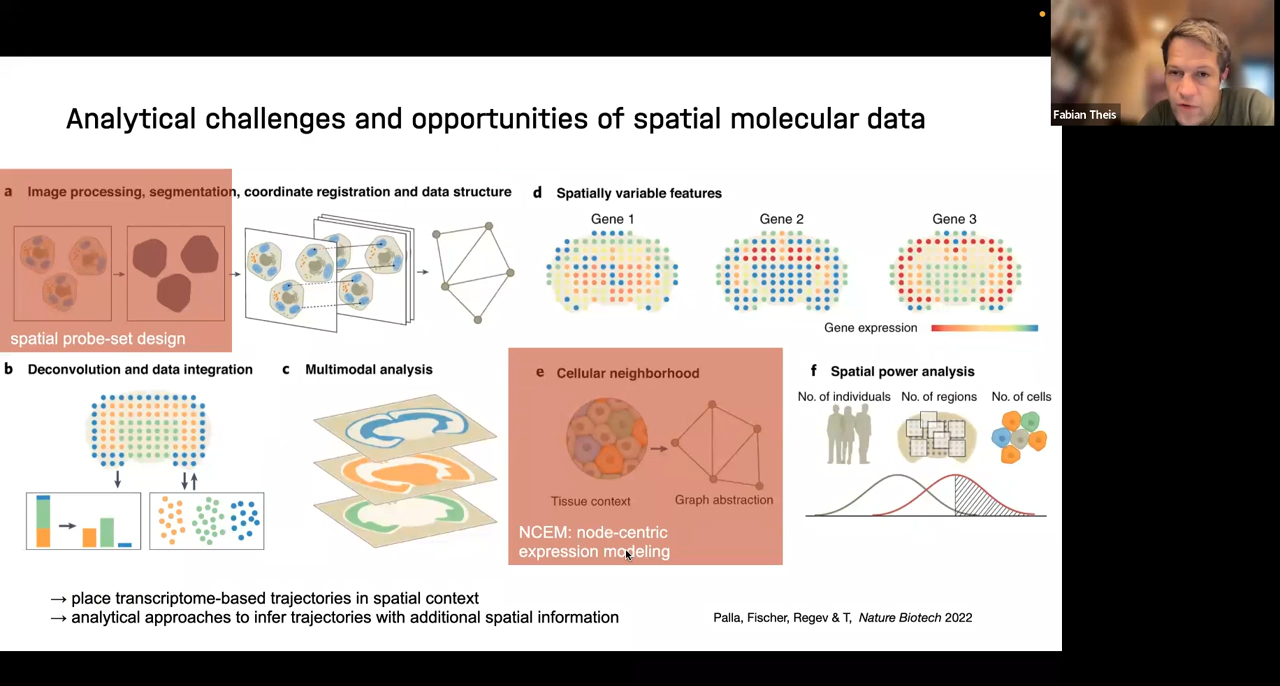 Fabian Theis
Analytical challenges and opportunities of spatial molecular data
a Image processing, segmentation, coordinate registration and data structure
spatial probe-set design
d Spatially variable features
Gene 1 Gene 2 Gene 3
Gene expression
b Deconvolution and data integration
c Multimodal analysis
e Cellular neighborhood
Tissue context Graph abstraction
NCEM: node-centric
expression modeling
f Spatial power analysis
No. of individuals No. of regions No. of cells
→ place transcriptome-based trajectories in spatial context
→ analytical approaches to infer trajectories with additional spatial information
Palla, Fischer, Regev & T, Nature Biotech 2022